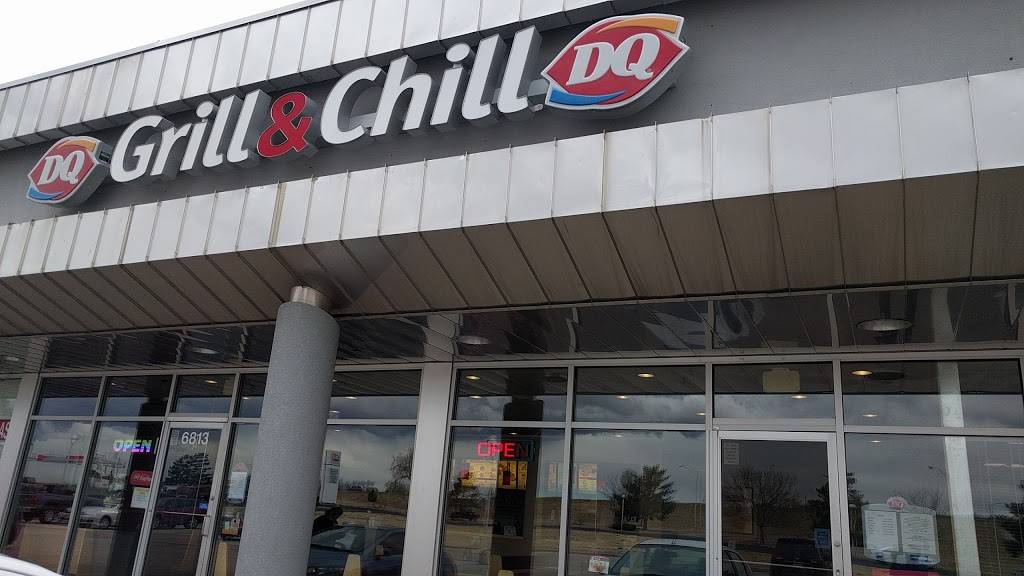 DQ Grill & Chill DQ
OPEN
6813
OPEN